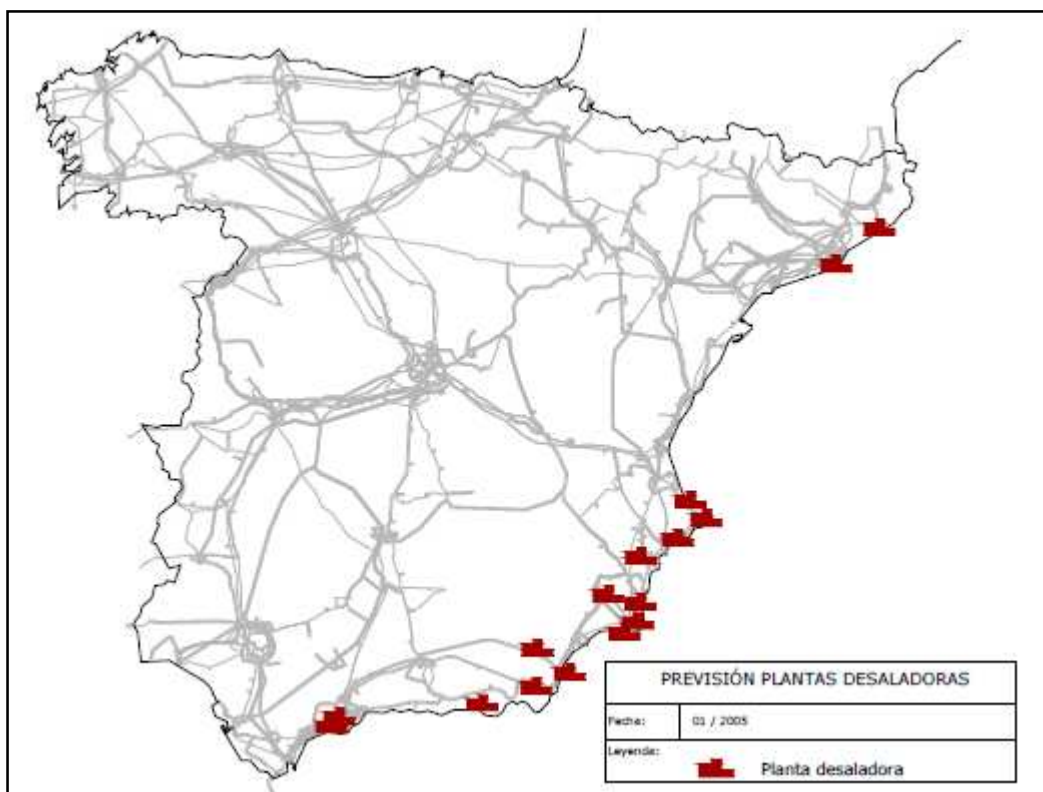 PREVISIÓN PLANTAS DESALADORAS
Fecha: 01 / 2005
Leyenda:
Planta desaladora